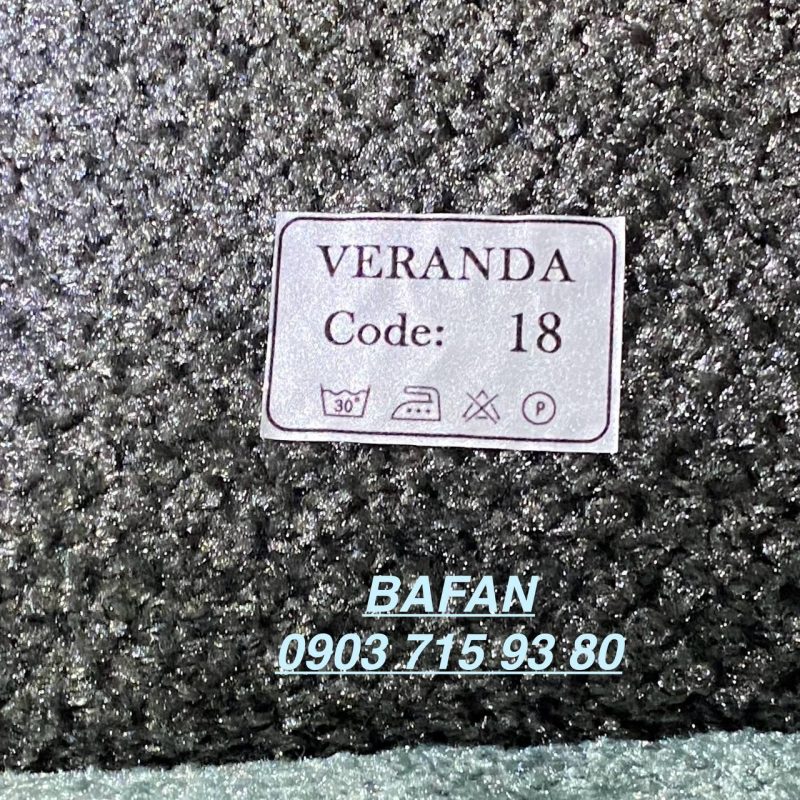 VERANDA
Code: 18
30°
P
BAFAN
0903 715 93 80